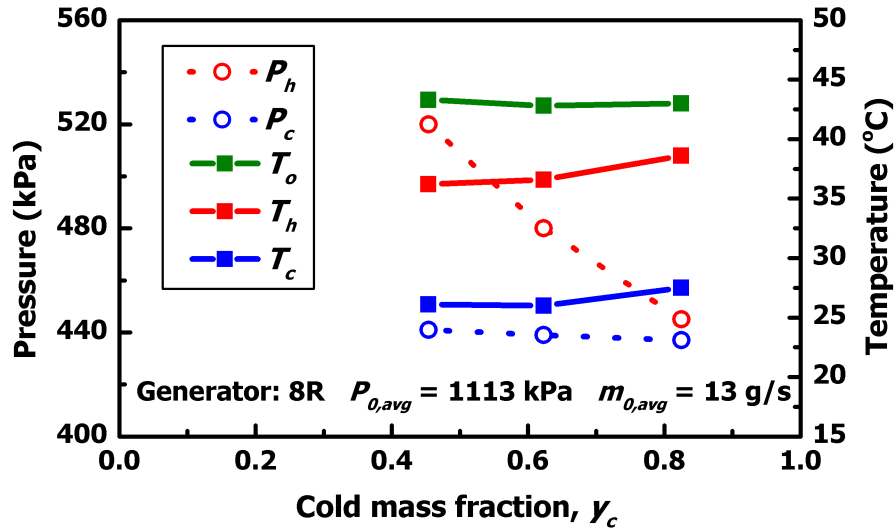 560
520
480
440
400
Pressure (kPa)
P_h
P_c
T_o
T_h
T_c
Generator: 8R P_0,avg = 1113 kPa m_0,avg = 13 g/s
50
45
40
35
30
25
20
15
Temperature (°C)
0.0 0.2 0.4 0.6 0.8 1.0
Cold mass fraction, y_c